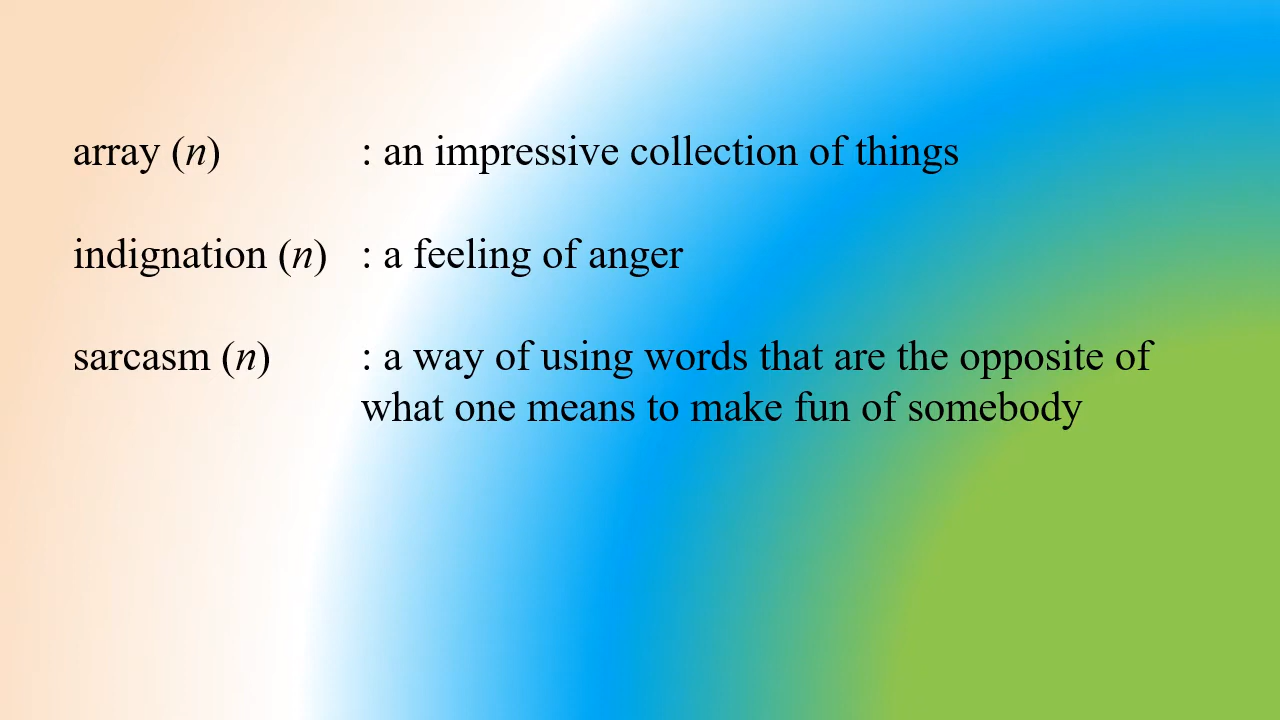 array (n) : an impressive collection of things
indignation (n) : a feeling of anger
sarcasm (n) : a way of using words that are the opposite of
what one means to make fun of somebody